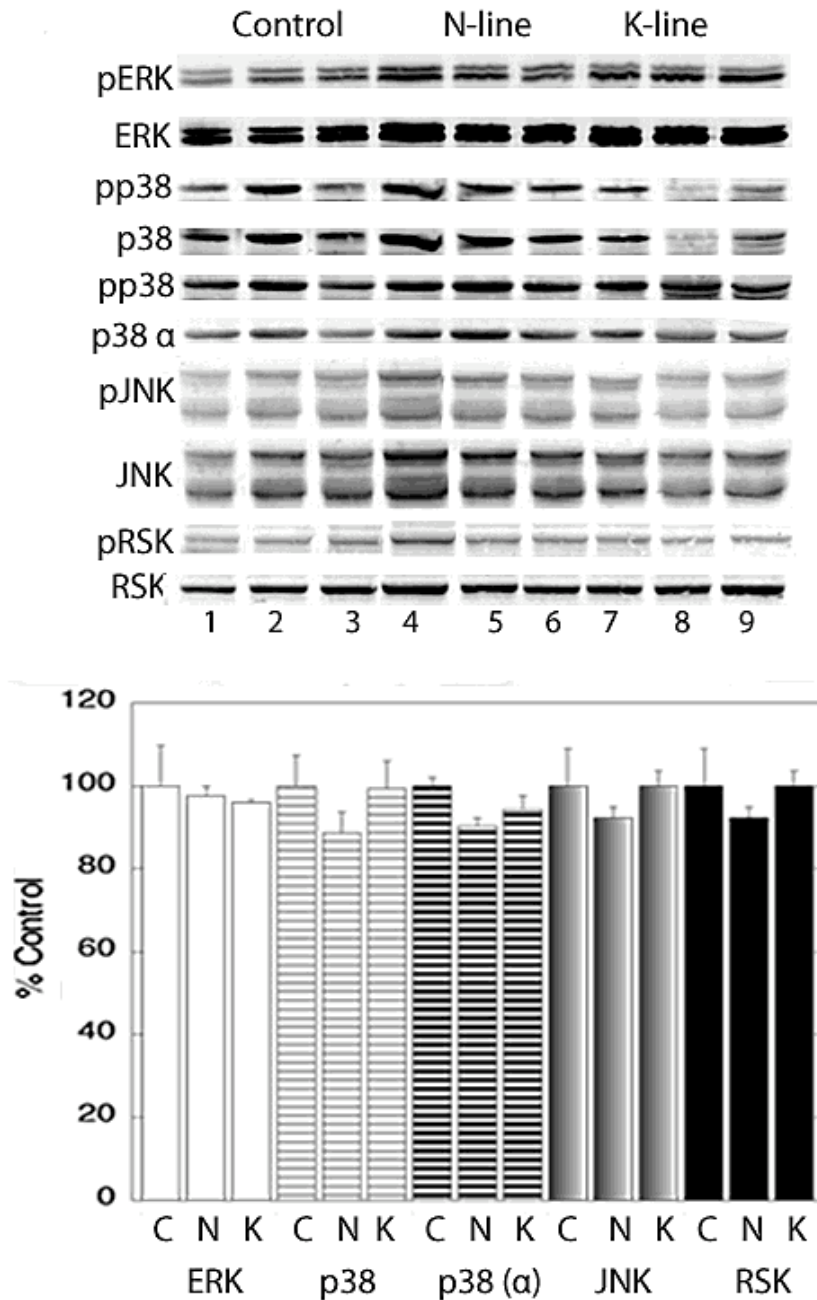 Control N-line K-line
pERK
ERK
pp38
p38
pp38
p38 α
pJNK
JNK
pRSK
RSK
1 2 3 4 5 6 7 8 9
120
100
80
60
40
20
0
% Control
C N K C N K C N K C N K C N K
ERK p38 p38 (α) JNK RSK